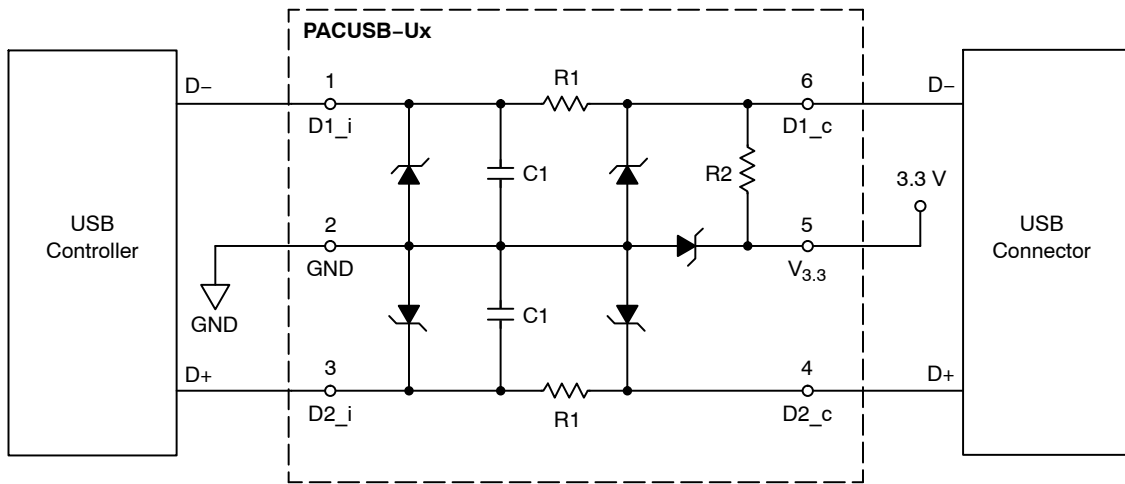 PACUSB–Ux
D−
1
D1_i
R1
6
D1_c
D−
C1
R2
3.3 V
USB
Controller
2
GND
5
V3.3
USB
Connector
GND
C1
D+
3
D2_i
R1
4
D2_c
D+